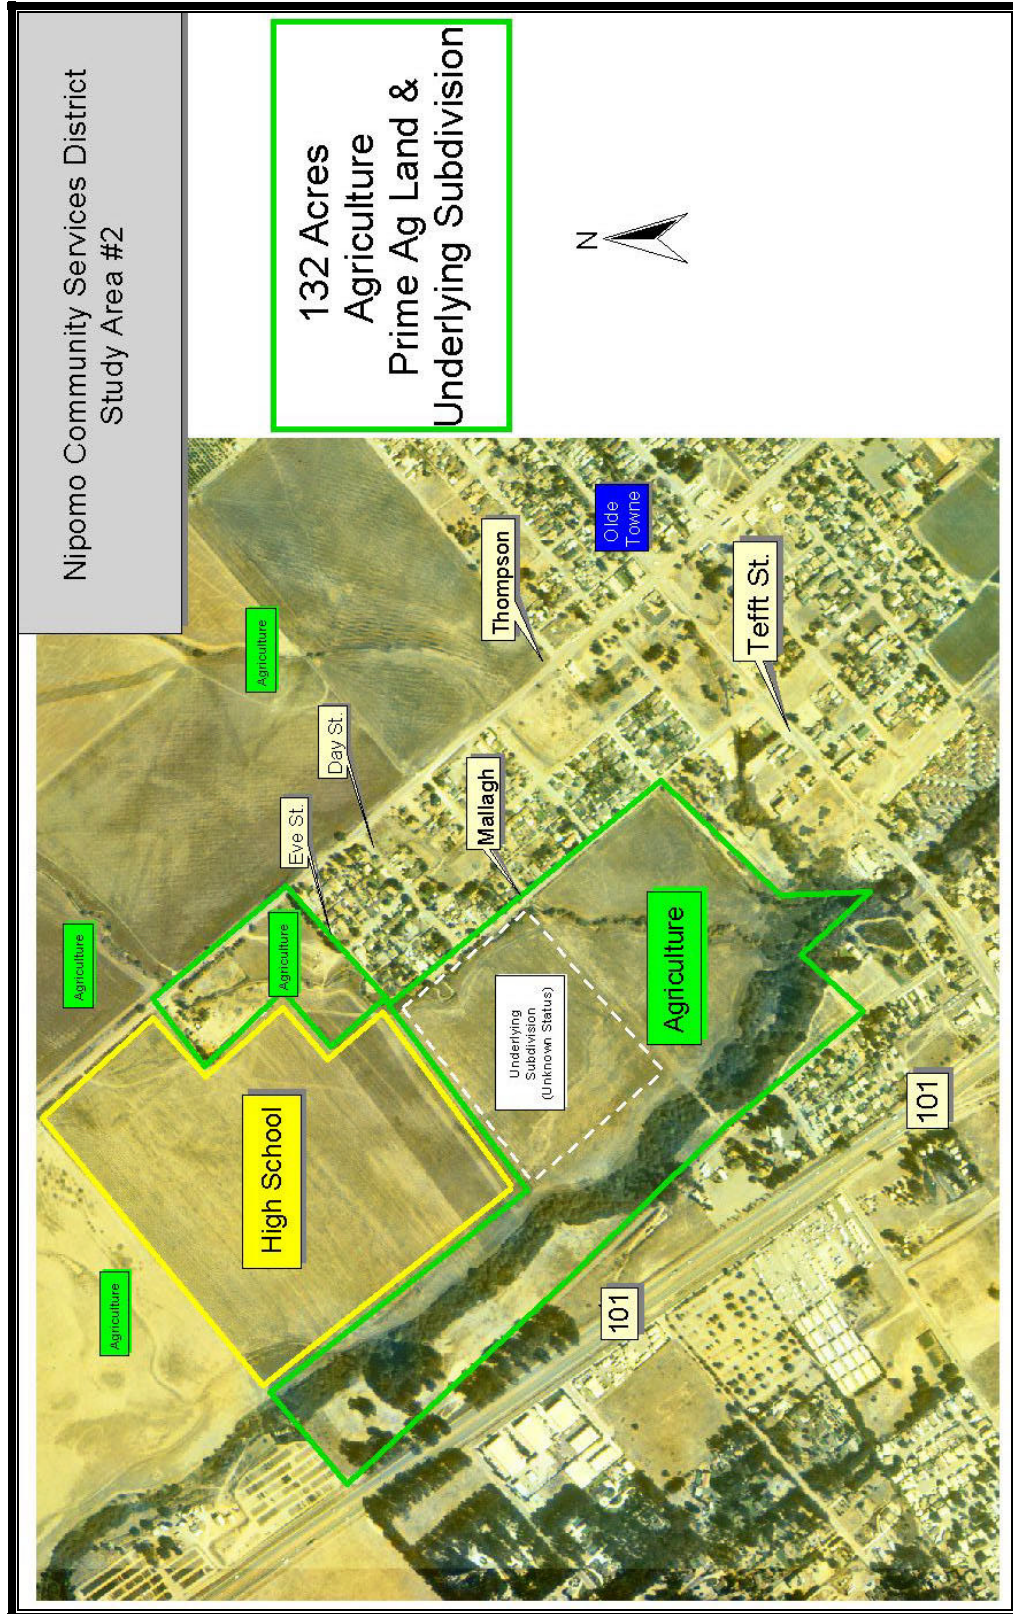 Nipomo Community Services District
Study Area #2
132 Acres
Agriculture
Prime Ag Land &
Underlying Subdivision
N
Agriculture
Agriculture
Agriculture
Agriculture
High School
Eve St.
Day St.
Thompson
Mallagh
Olde
Towne
Tefft St.
Underlying
Subdivision
(Unknown Status)
Agriculture
101
101